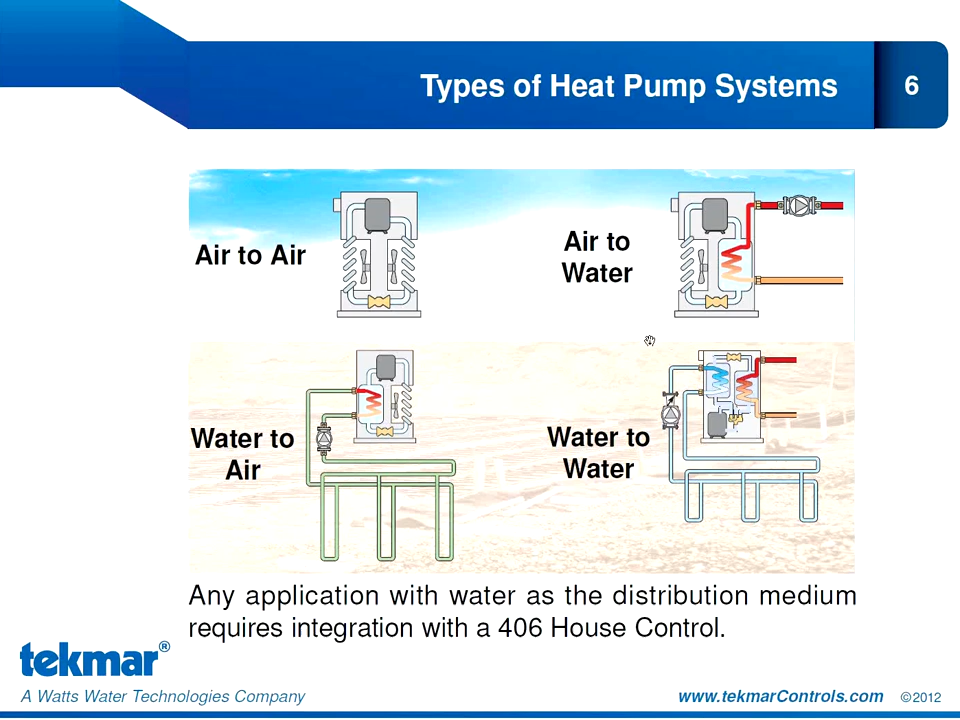 Types of Heat Pump Systems
6
Air to Air
Air to
Water
Water to
Air
Water to
Water
Any application with water as the distribution medium
requires integration with a 406 House Control.
tekmar®
A Watts Water Technologies Company
www.tekmarControls.com
©2012